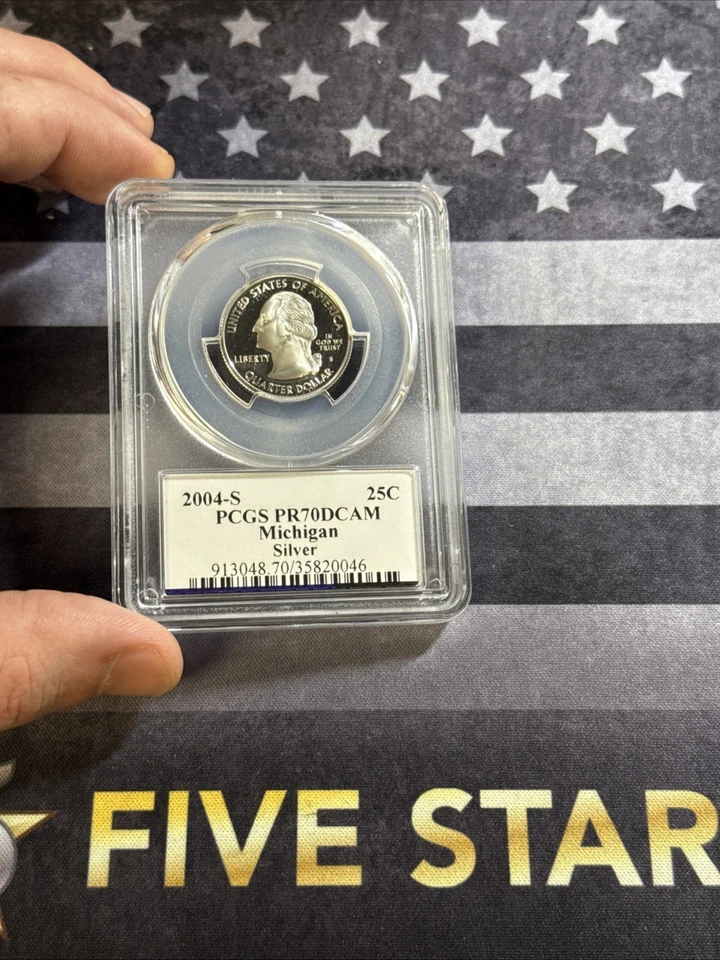 UNITED STATES OF AMERICA
LIBERTY
IN
GOD WE
TRUST
S
QUARTER DOLLAR
2004-S 25C
PCGS PR70DCAM
Michigan
Silver
913048.70/35820046
FIVE STAR